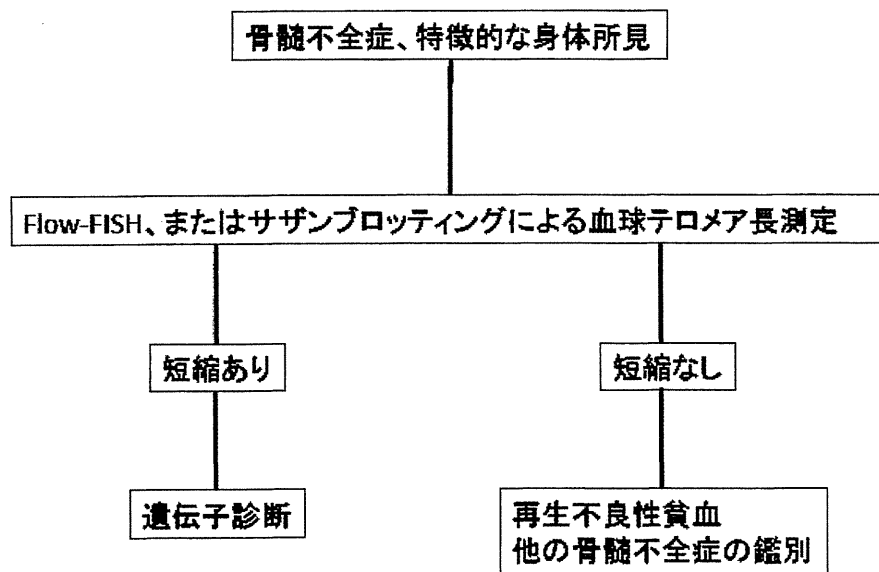 骨髄不全症、特徴的な身体所見
Flow-FISH、またはサザンブロッティングによる血球テロメア長測定
短縮あり
短縮なし
遺伝子診断
再生不良性貧血
他の骨髄不全症の鑑別